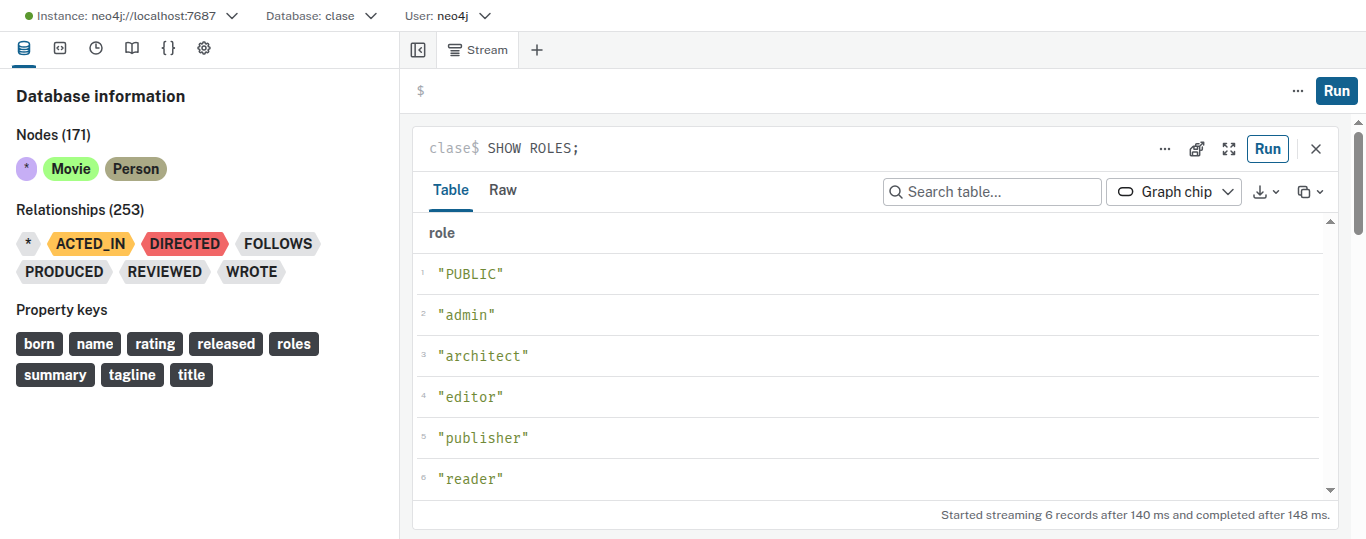 Instance: neo4j://localhost:7687 Database: clase User: neo4j
Stream
Database information
Nodes (171)
* Movie Person
Relationships (253)
* ACTED_IN DIRECTED FOLLOWS
PRODUCED REVIEWED WROTE
Property keys
born name rating released roles
summary tagline title
$ Run
clase$ SHOW ROLES; Run
Table Raw Search table... Graph chip
role
1 "PUBLIC"
2 "admin"
3 "architect"
4 "editor"
5 "publisher"
6 "reader"
Started streaming 6 records after 140 ms and completed after 148 ms.